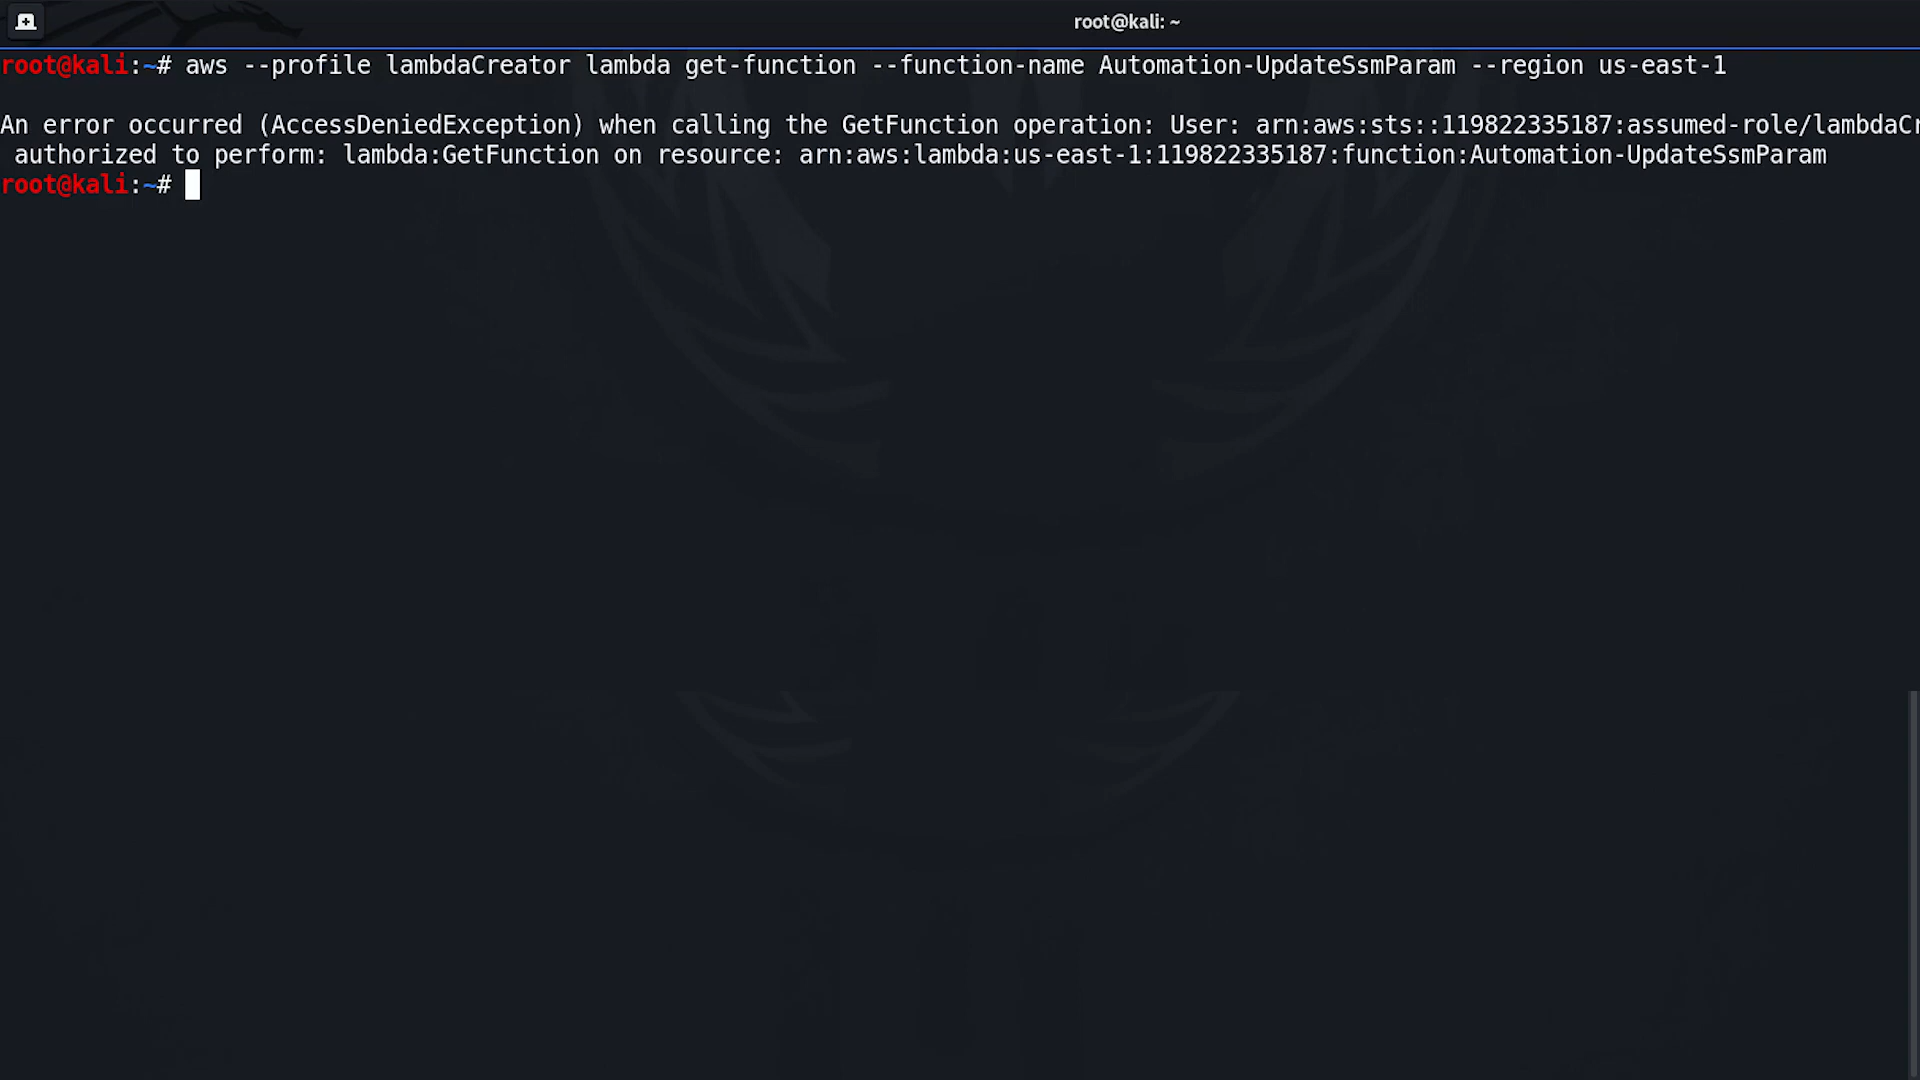 root@kali: ~
root@kali:~# aws --profile lambdaCreator lambda get-function --function-name Automation-UpdateSsmParam --region us-east-1
An error occurred (AccessDeniedException) when calling the GetFunction operation: User: arn:aws:sts::119822335187:assumed-role/lambdaCr
authorized to perform: lambda:GetFunction on resource: arn:aws:lambda:us-east-1:119822335187:function:Automation-UpdateSsmParam
root@kali:~#